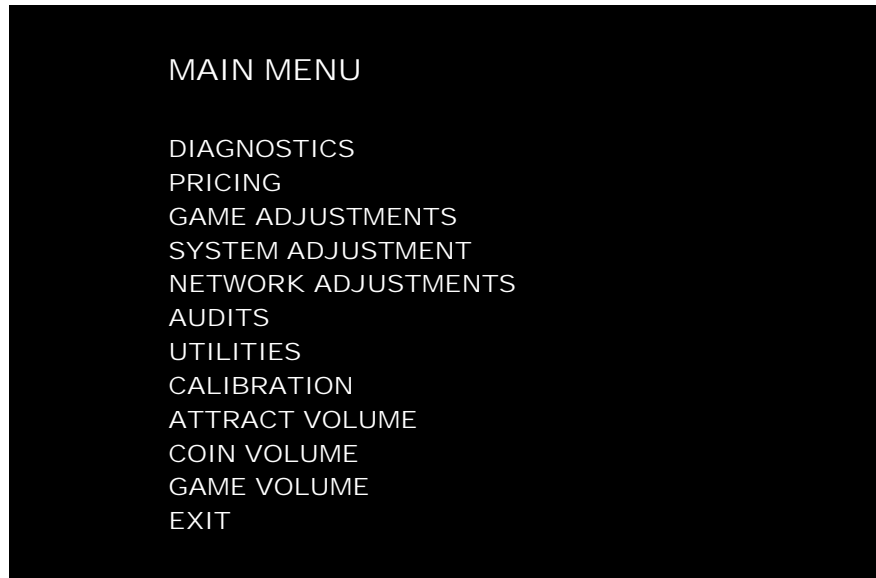 MAIN MENU
DIAGNOSTICS
PRICING
GAME ADJUSTMENTS
SYSTEM ADJUSTMENT
NETWORK ADJUSTMENTS
AUDITS
UTILITIES
CALIBRATION
ATTRACT VOLUME
COIN VOLUME
GAME VOLUME
EXIT